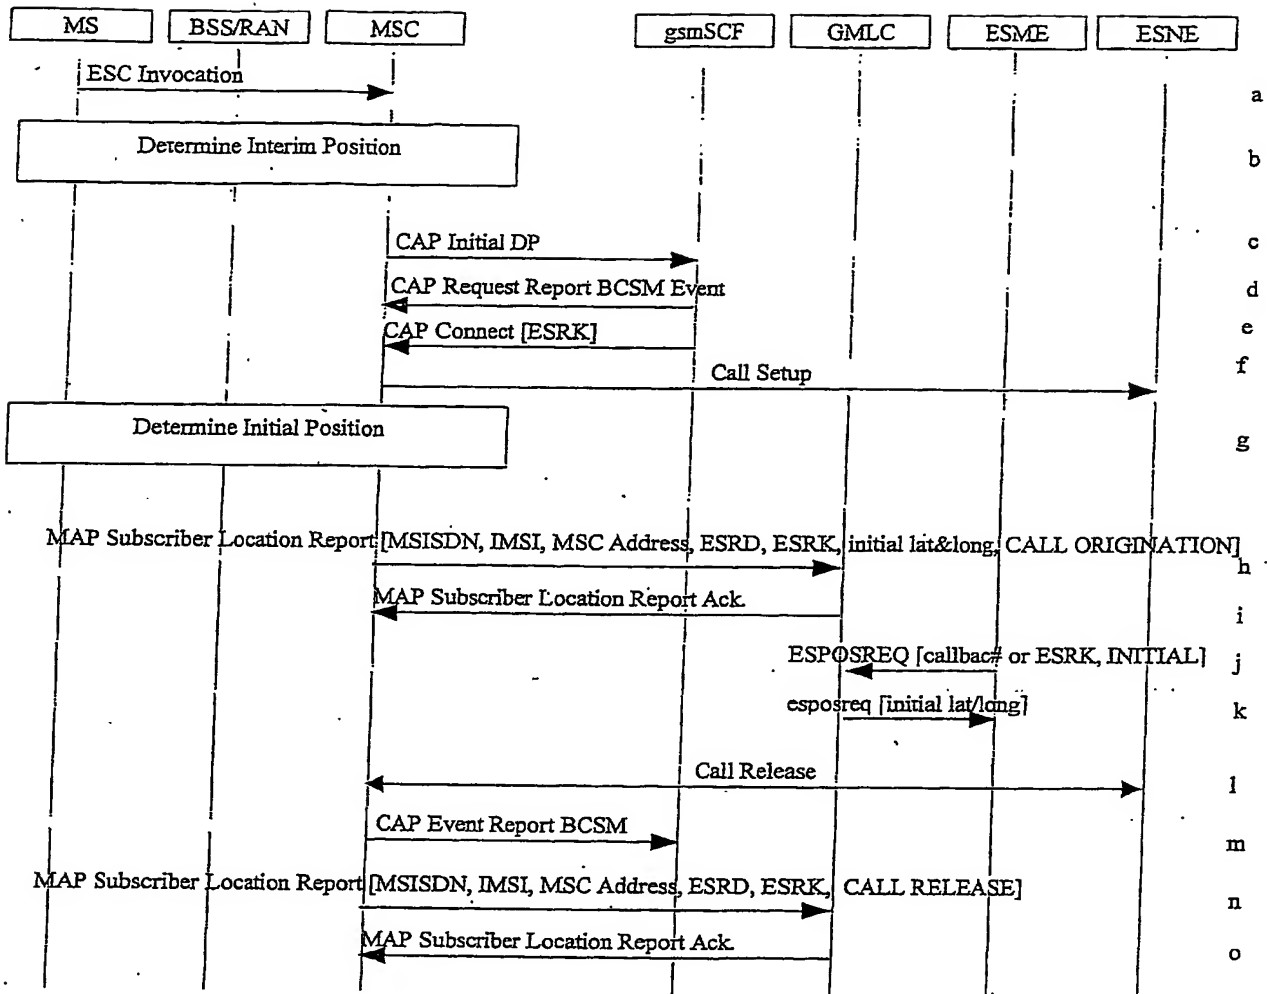 MS BSS/RAN MSC gsmSCF GMLC ESME ESNE
ESC Invocation
a
Determine Interim Position
b
CAP Initial DP
c
CAP Request Report BCSM Event
d
CAP Connect [ESRK]
e
Call Setup
f
Determine Initial Position
g
MAP Subscriber Location Report [MSISDN, IMSI, MSC Address, ESRD, ESRK, initial lat&long, CALL ORIGINATION]
h
MAP Subscriber Location Report Ack.
i
ESPOSREQ [callbac# or ESRK, INITIAL]
j
esposreq [initial lat/long]
k
Call Release
l
CAP Event Report BCSM
m
MAP Subscriber Location Report [MSISDN, IMSI, MSC Address, ESRD, ESRK, CALL RELEASE]
n
MAP Subscriber Location Report Ack.
o